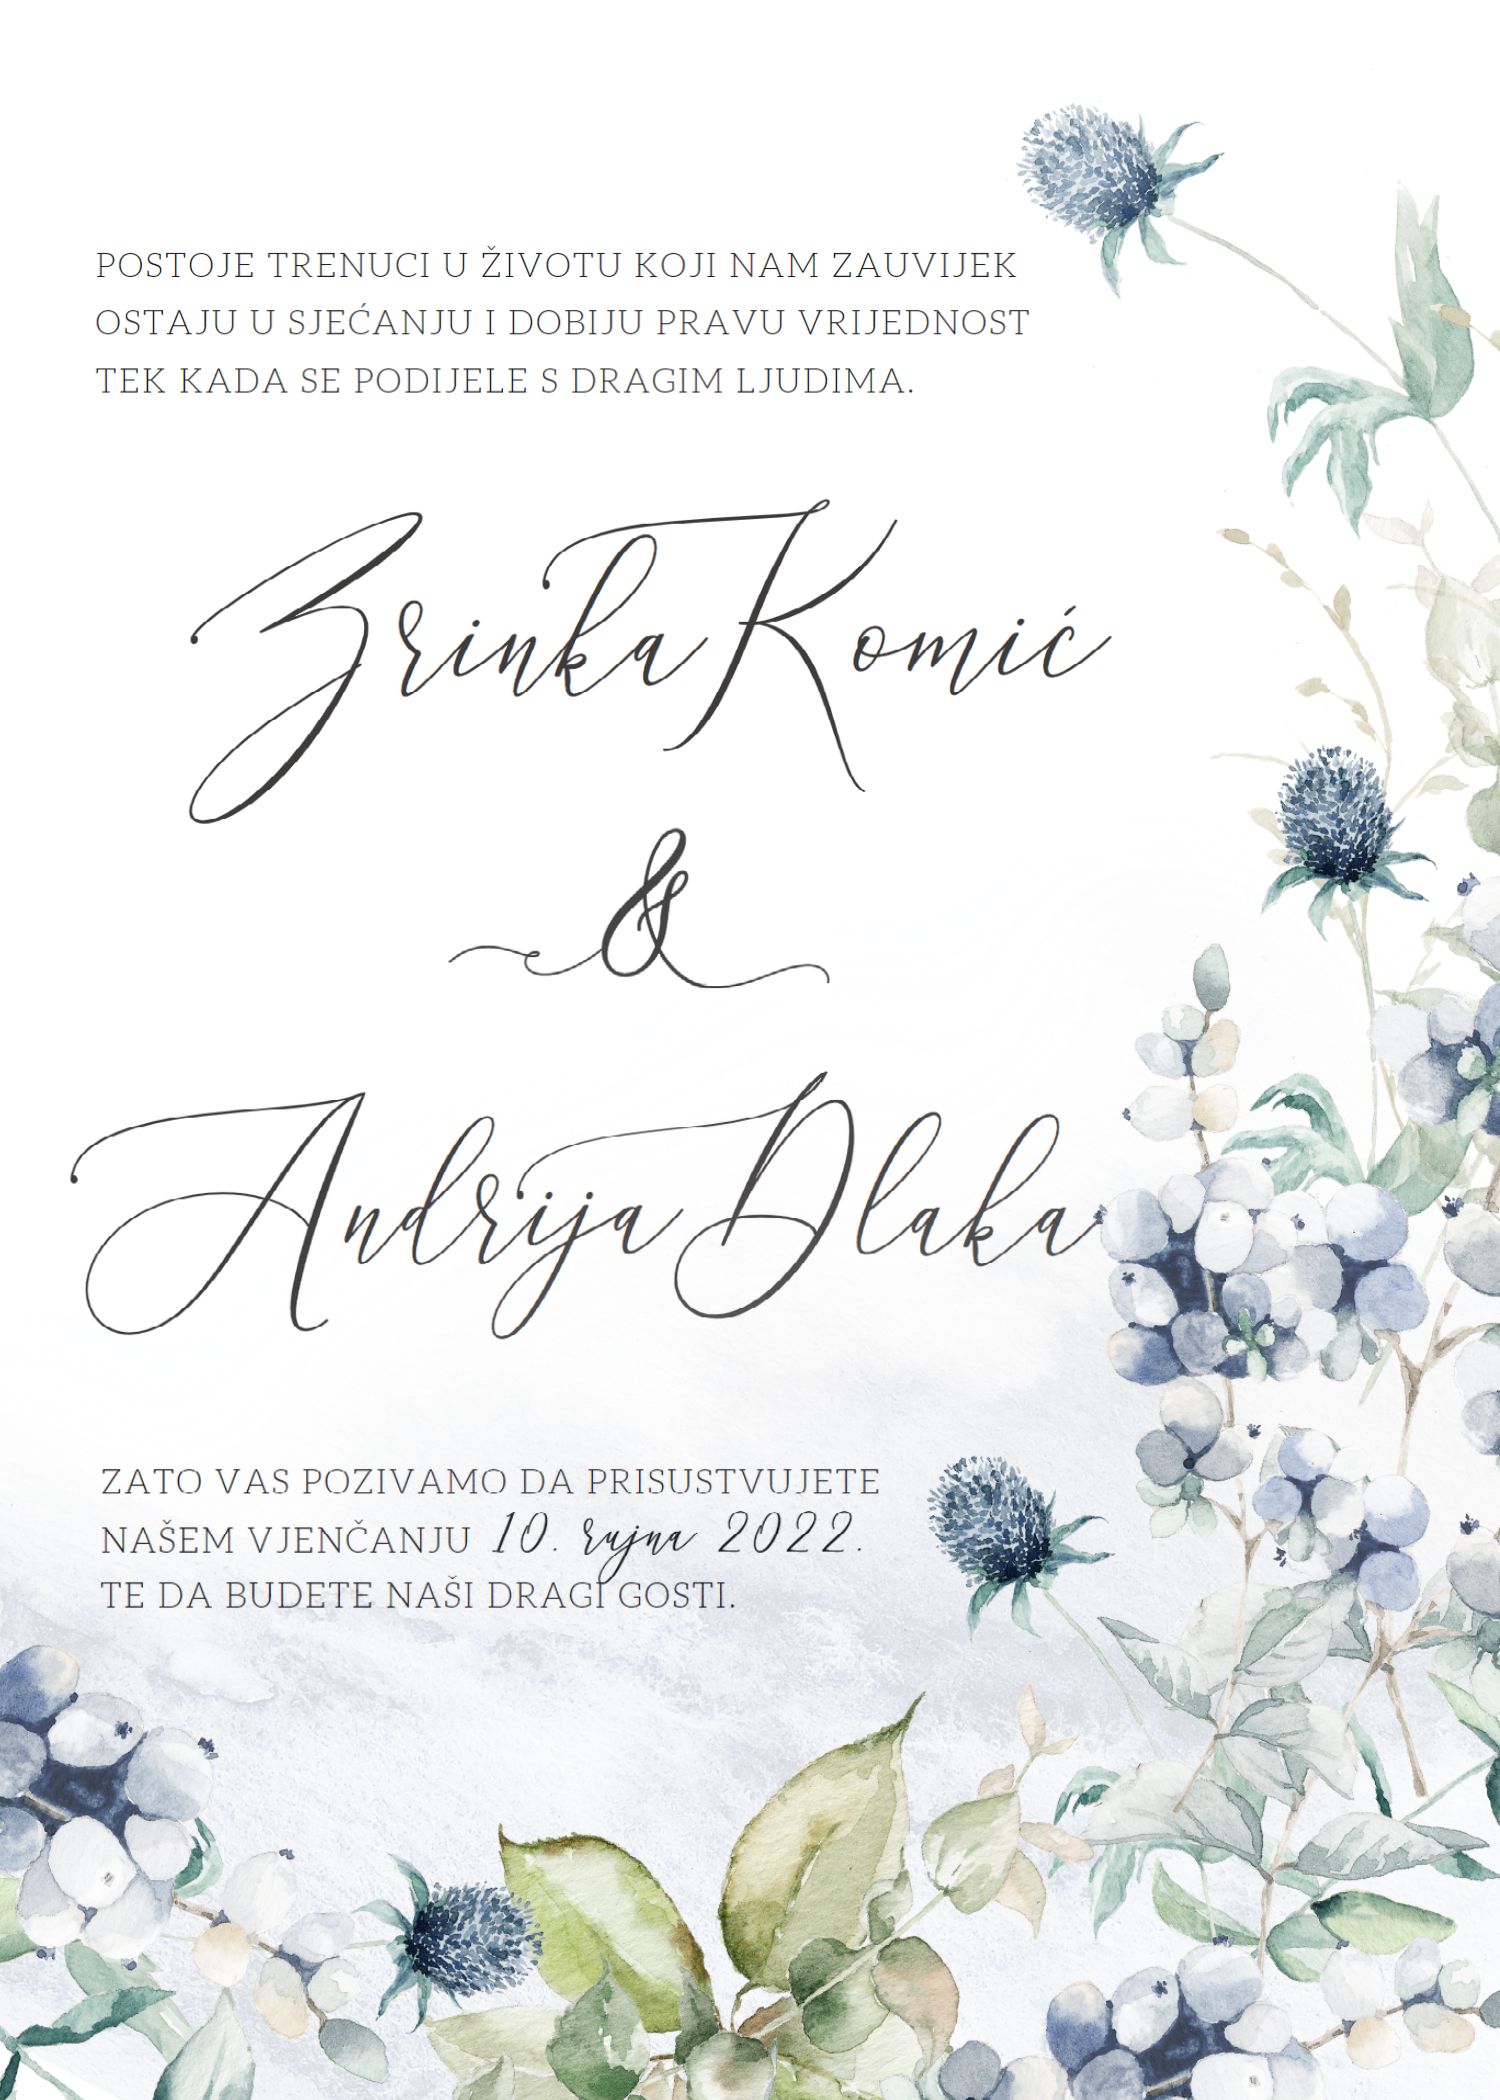 POSTOJE TRENUCI U ŽIVOTU KOJI NAM ZAUVIJEK
OSTAJU U SJEĆANJU I DOBIJU PRAVU VRIJEDNOST
TEK KADA SE PODIJELE S DRAGIM LJUDIMA.
Zrinka Komić
&
Andrija Dlaka
ZATO VAS POZIVAMO DA PRISUSTVUJETE
NAŠEM VJENČANJU 10. rujna 2022.
TE DA BUDETE NAŠI DRAGI GOSTI.